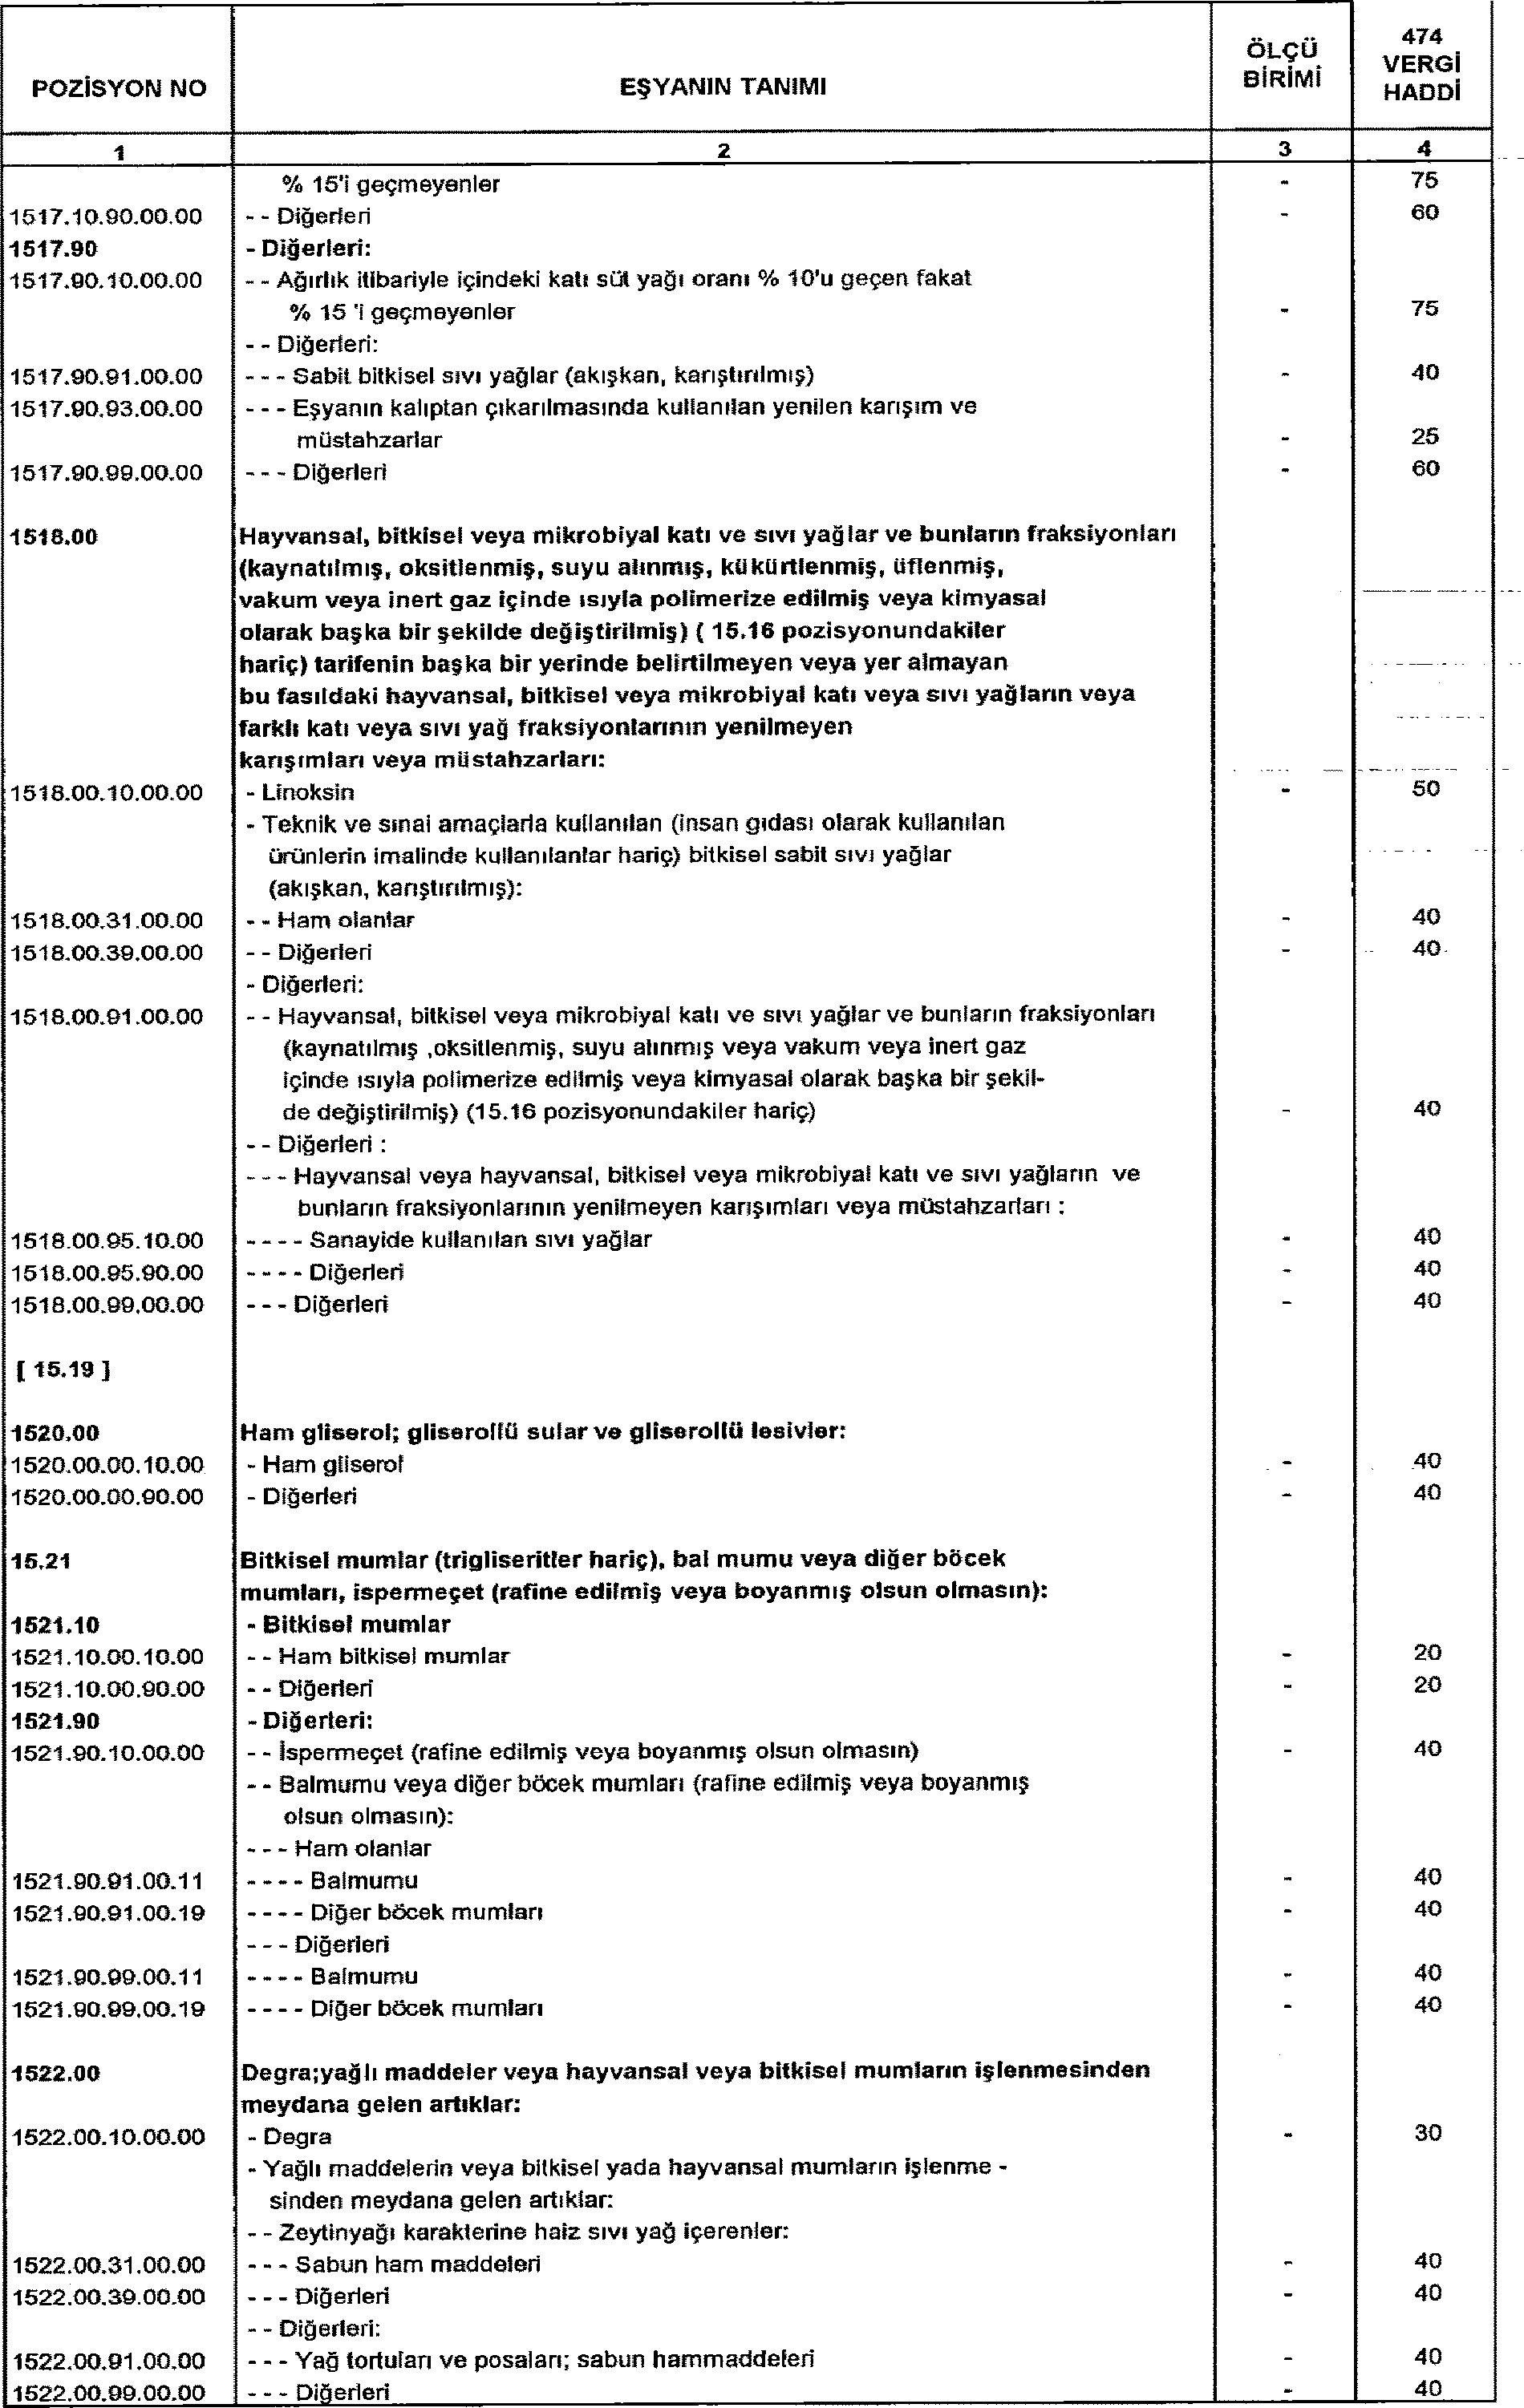 POZİSYON NO EŞYANIN TANIMI ÖLÇÜ BİRİMİ 474 VERGİ HADDİ
1 2 3 4
% 15'i geçmeyenler - 75
1517.10.90.00.00 - - Diğerleri - 60
1517.90 - Diğerleri:
1517.90.10.00.00 - - Ağırlık itibariyle içindeki katı süt yağı oranı % 10'u geçen fakat
% 15 'i geçmeyenler - 75
- - Diğerleri:
1517.90.91.00.00 - - - Sabit bitkisel sıvı yağlar (akışkan, karıştırılmış) - 40
1517.90.93.00.00 - - - Eşyanın kalıptan çıkarılmasında kullanılan yenilen karışım ve
müstahzarlar - 25
1517.90.99.00.00 - - - Diğerleri - 60
1518.00 Hayvansal, bitkisel veya mikrobiyal katı ve sıvı yağlar ve bunların fraksiyonları
(kaynatılmış, oksitlenmiş, suyu alınmış, kükürtlenmiş, üflenmiş,
vakum veya inert gaz içinde ısıyla polimerize edilmiş veya kimyasal
olarak başka bir şekilde değiştirilmiş) ( 15.16 pozisyonundakiler
hariç) tarifenin başka bir yerinde belirtilmeyen veya yer almayan
bu fasıldaki hayvansal, bitkisel veya mikrobiyal katı veya sıvı yağların veya
farklı katı veya sıvı yağ fraksiyonlarının yenilmeyen
karışımları veya müstahzarları:
1518.00.10.00.00 - Linoksin - 50
- Teknik ve sınai amaçlarla kullanılan (insan gıdası olarak kullanılan
ürünlerin imalinde kullanılanlar hariç) bitkisel sabit sıvı yağlar
(akışkan, karıştırılmış):
1518.00.31.00.00 - - Ham olanlar - 40
1518.00.39.00.00 - - Diğerleri - 40
- Diğerleri:
1518.00.91.00.00 - - Hayvansal, bitkisel veya mikrobiyal katı ve sıvı yağlar ve bunların fraksiyonları
(kaynatılmış ,oksitlenmiş, suyu alınmış veya vakum veya inert gaz
içinde ısıyla polimerize edilmiş veya kimyasal olarak başka bir şekil-
de değiştirilmiş) (15.16 pozisyonundakiler hariç) - 40
- - Diğerleri :
- - - Hayvansal veya hayvansal, bitkisel veya mikrobiyal katı ve sıvı yağların ve
bunların fraksiyonlarının yenilmeyen karışımları veya müstahzarları :
1518.00.95.10.00 - - - - Sanayide kullanılan sıvı yağlar - 40
1518.00.95.90.00 - - - - Diğerleri - 40
1518.00.99.00.00 - - - Diğerleri - 40
[ 15.19 ]
1520.00 Ham gliserol; gliserollü sular ve gliserollü lesivler:
1520.00.00.10.00 - Ham gliserol - 40
1520.00.00.90.00 - Diğerleri - 40
15.21 Bitkisel mumlar (trigliseritler hariç), bal mumu veya diğer böcek
mumları, ispermeçet (rafine edilmiş veya boyanmış olsun olmasın):
1521.10 - Bitkisel mumlar
1521.10.00.10.00 - - Ham bitkisel mumlar - 20
1521.10.00.90.00 - - Diğerleri - 20
1521.90 - Diğerleri:
1521.90.10.00.00 - - İspermeçet (rafine edilmiş veya boyanmış olsun olmasın) - 40
- - Balmumu veya diğer böcek mumları (rafine edilmiş veya boyanmış
olsun olmasın):
- - - Ham olanlar
1521.90.91.00.11 - - - - Balmumu - 40
1521.90.91.00.19 - - - - Diğer böcek mumları - 40
- - - Diğerleri
1521.90.99.00.11 - - - - Balmumu - 40
1521.90.99.00.19 - - - - Diğer böcek mumları - 40
1522.00 Degra;yağlı maddeler veya hayvansal veya bitkisel mumların işlenmesinden
meydana gelen artıklar:
1522.00.10.00.00 - Degra - 30
- Yağlı maddelerin veya bitkisel yada hayvansal mumların işlenme -
sinden meydana gelen artıklar:
- - Zeytinyağı karakterine haiz sıvı yağ içerenler:
1522.00.31.00.00 - - - Sabun ham maddeleri - 40
1522.00.39.00.00 - - - Diğerleri - 40
- - Diğerleri:
1522.00.91.00.00 - - - Yağ tortuları ve posaları; sabun hammaddeleri - 40
1522.00.99.00.00 - - - Diğerleri - 40